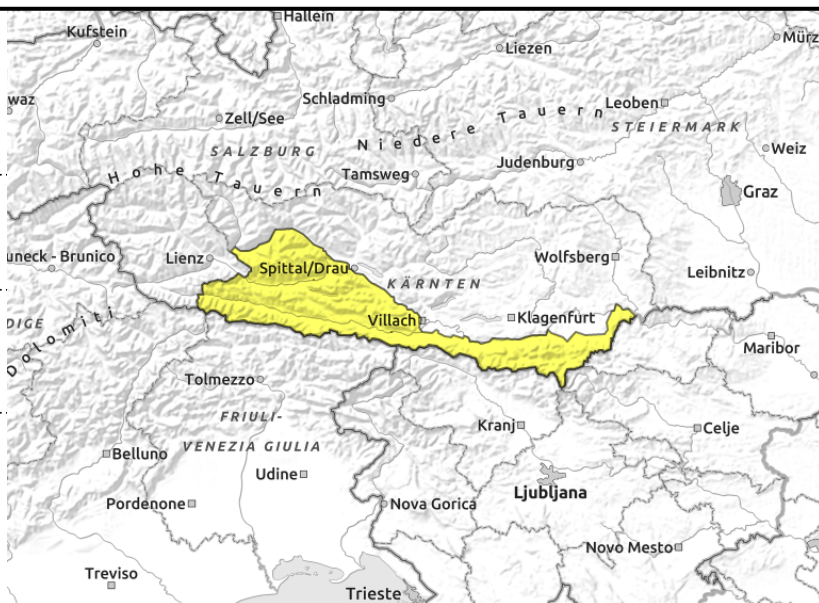 Hallein
Kufstein
Mürz
Liezen
waz
Schladming
Leoben
Zell/See
Niedere Tauern
STEIERMARK
SALZBURG
Weiz
Judenburg
Hohe Tauern
Tamsweg
Graz
uneck - Brunico
Lienz
Wolfsberg
Spittal/Drau
Leibnitz
KÄRNTEN
DIGE
Dolomiti
Villach
Klagenfurt
Maribor
Tolmezzo
FRIULI-
VENEZIA GIULIA
Kranj
Celje
Belluno
Udine
Ljubljana
Pordenone
Nova Gorica
Novo Mesto
Treviso
Trieste